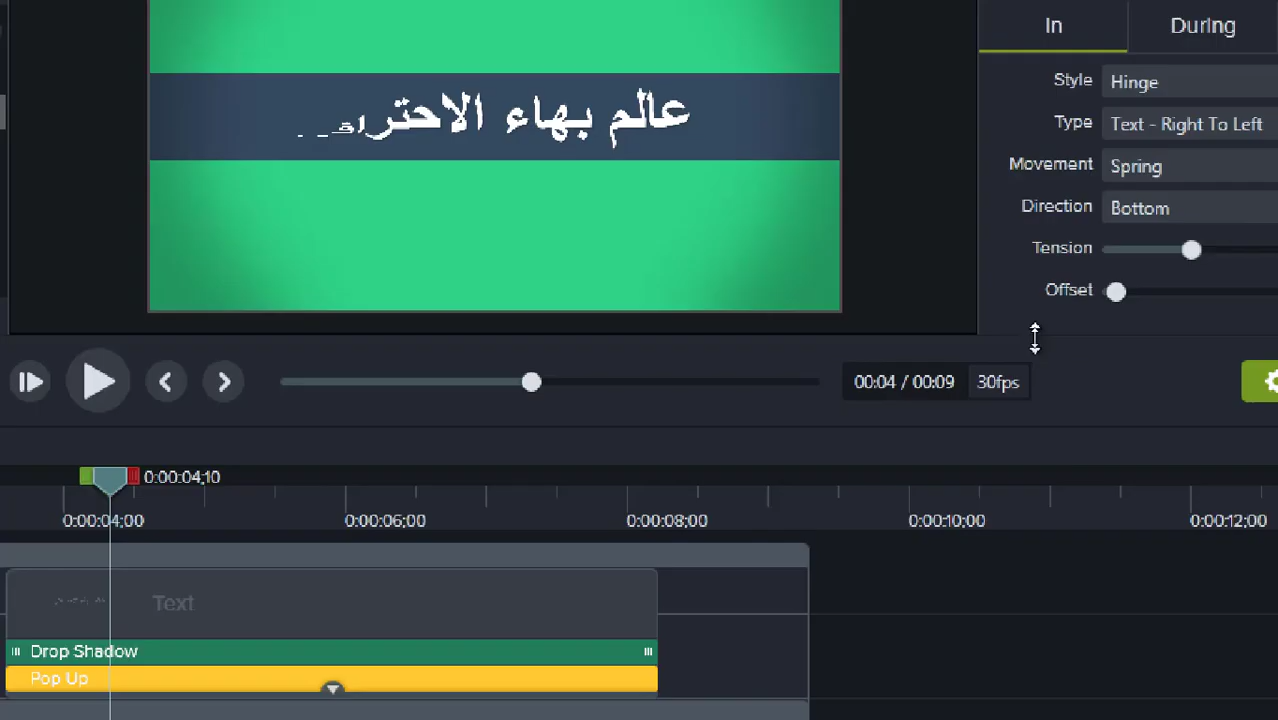 In
During
عالم بهاء
Style
Hinge
Type
Text - Right To Left
Movement
Spring
Direction
Bottom
Tension
Offset
00:04 / 00:09
30fps
0:00:04;10
0:00:04;00
0:00:06;00
0:00:08;00
0:00:10;00
0:00:12;00
Text
Drop Shadow
Pop Up